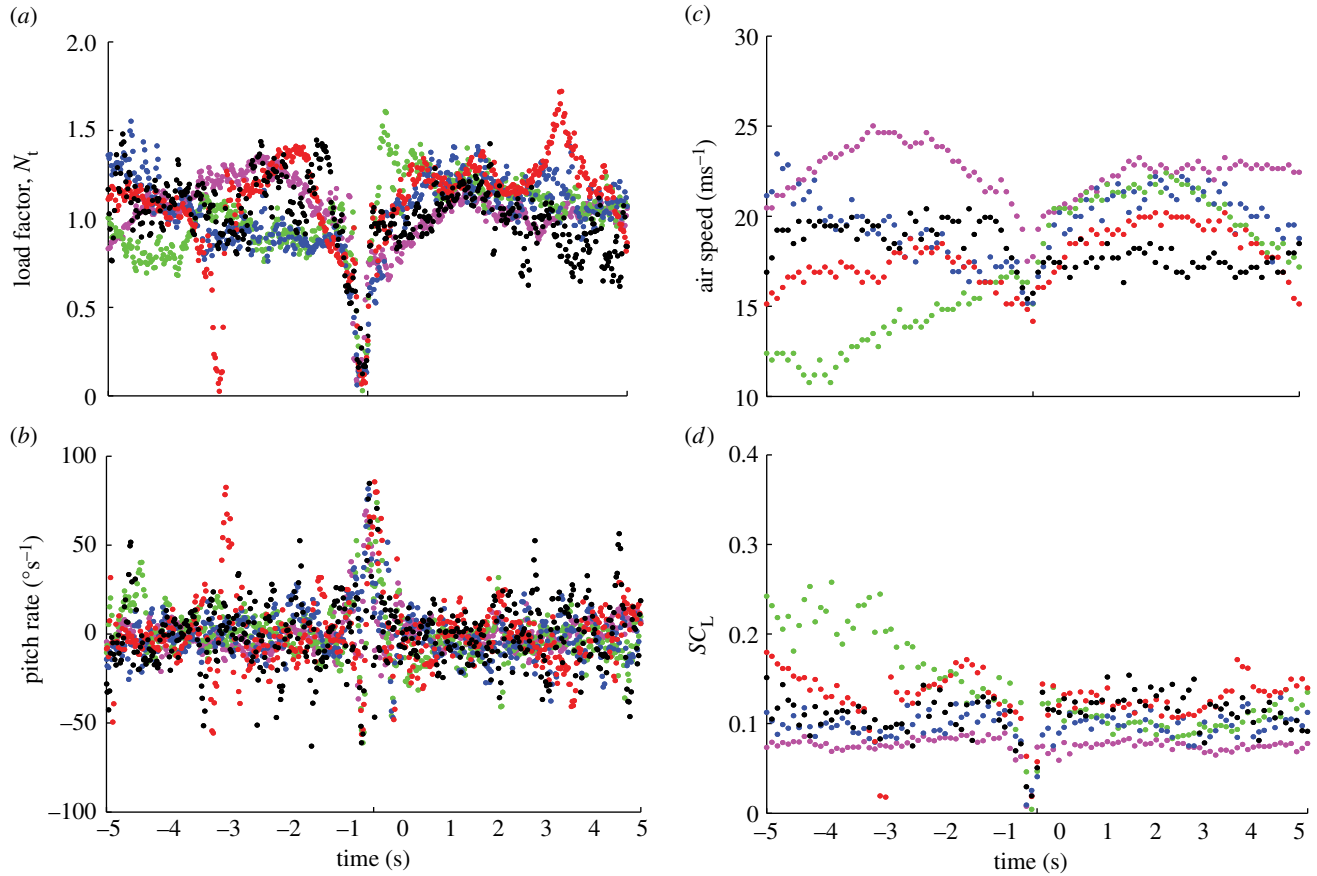 (a)
2.0
1.5
1.0
0.5
0
load factor, Nt
(b)
100
50
0
−50
−100
pitch rate (°s−1)
−5 −4 −3 −2 −1 0 1 2 3 4 5
time (s)
(c)
30
25
20
15
10
air speed (ms−1)
(d)
0.4
0.3
0.2
0.1
0
SCL
−5 −4 −3 −2 −1 0 1 2 3 4 5
time (s)